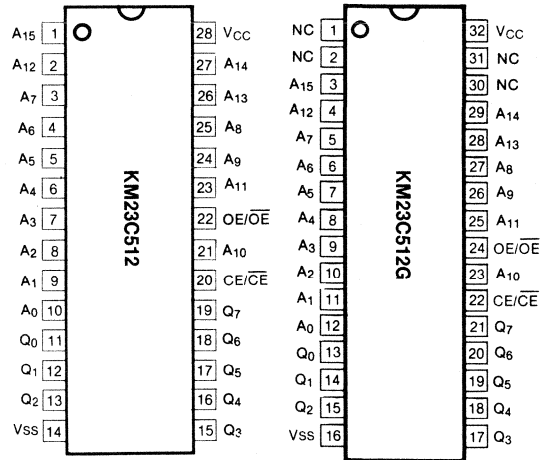 A15 1 28 VCC
A12 2 27 A14
A7 3 26 A13
A6 4 25 A8
A5 5 24 A9
A4 6 23 A11
A3 7 22 OE/O̅E̅
A2 8 21 A10
A1 9 20 CE/C̅E̅
A0 10 19 Q7
Q0 11 18 Q6
Q1 12 17 Q5
Q2 13 16 Q4
VSS 14 15 Q3
KM23C512
NC 1 32 VCC
NC 2 31 NC
A15 3 30 NC
A12 4 29 A14
A7 5 28 A13
A6 6 27 A8
A5 7 26 A9
A4 8 25 A11
A3 9 24 OE/O̅E̅
A2 10 23 A10
A1 11 22 CE/C̅E̅
A0 12 21 Q7
Q0 13 20 Q6
Q1 14 19 Q5
Q2 15 18 Q4
VSS 16 17 Q3
KM23C512G